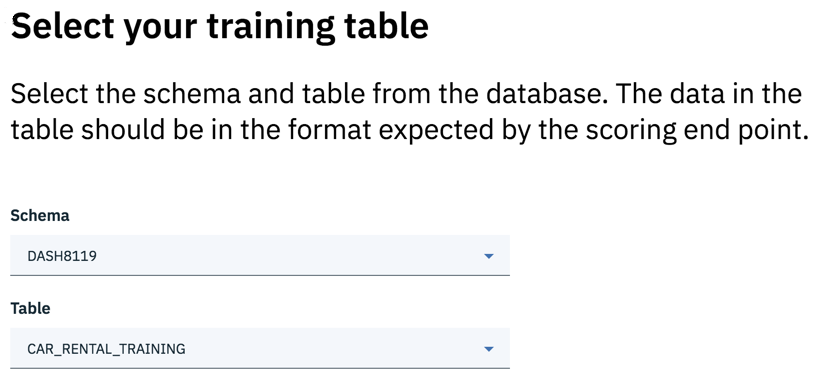 Select your training table
Select the schema and table from the database. The data in the
table should be in the format expected by the scoring end point.
Schema
DASH8119
Table
CAR_RENTAL_TRAINING